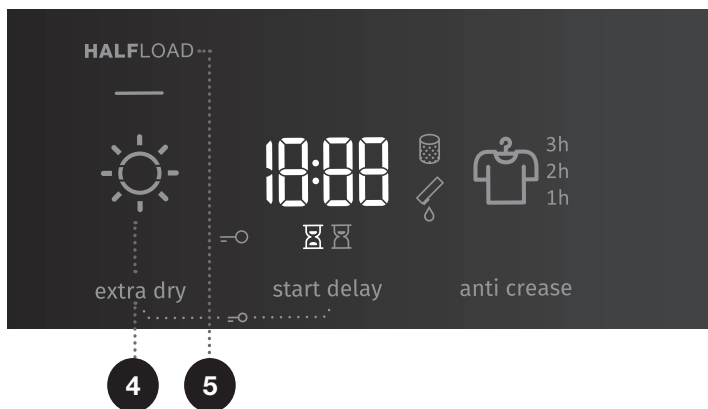 HALFLOAD
18:88
3h
2h
1h
extra dry
start delay
anti crease
4
5